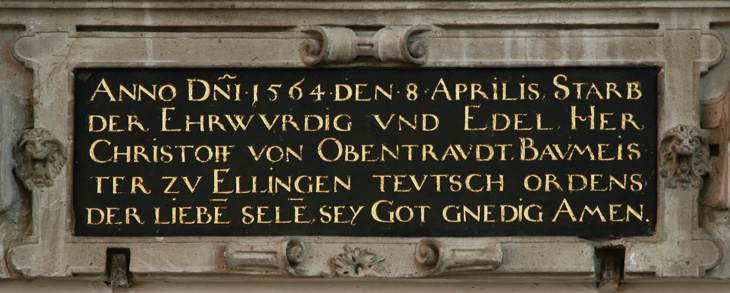 ANNO DÑI·1564·DEN·8·APRILIS·STARB
DER EHRWVRDIG VND EDEL HER
CHRISTOFF VON OBENTRAVDT·BAVMEIS
TER ZV ELLINGEN TEVTSCH ORDENS
DER LIEBĒ SELĒ SEY GOT GNEDIG AMEN.